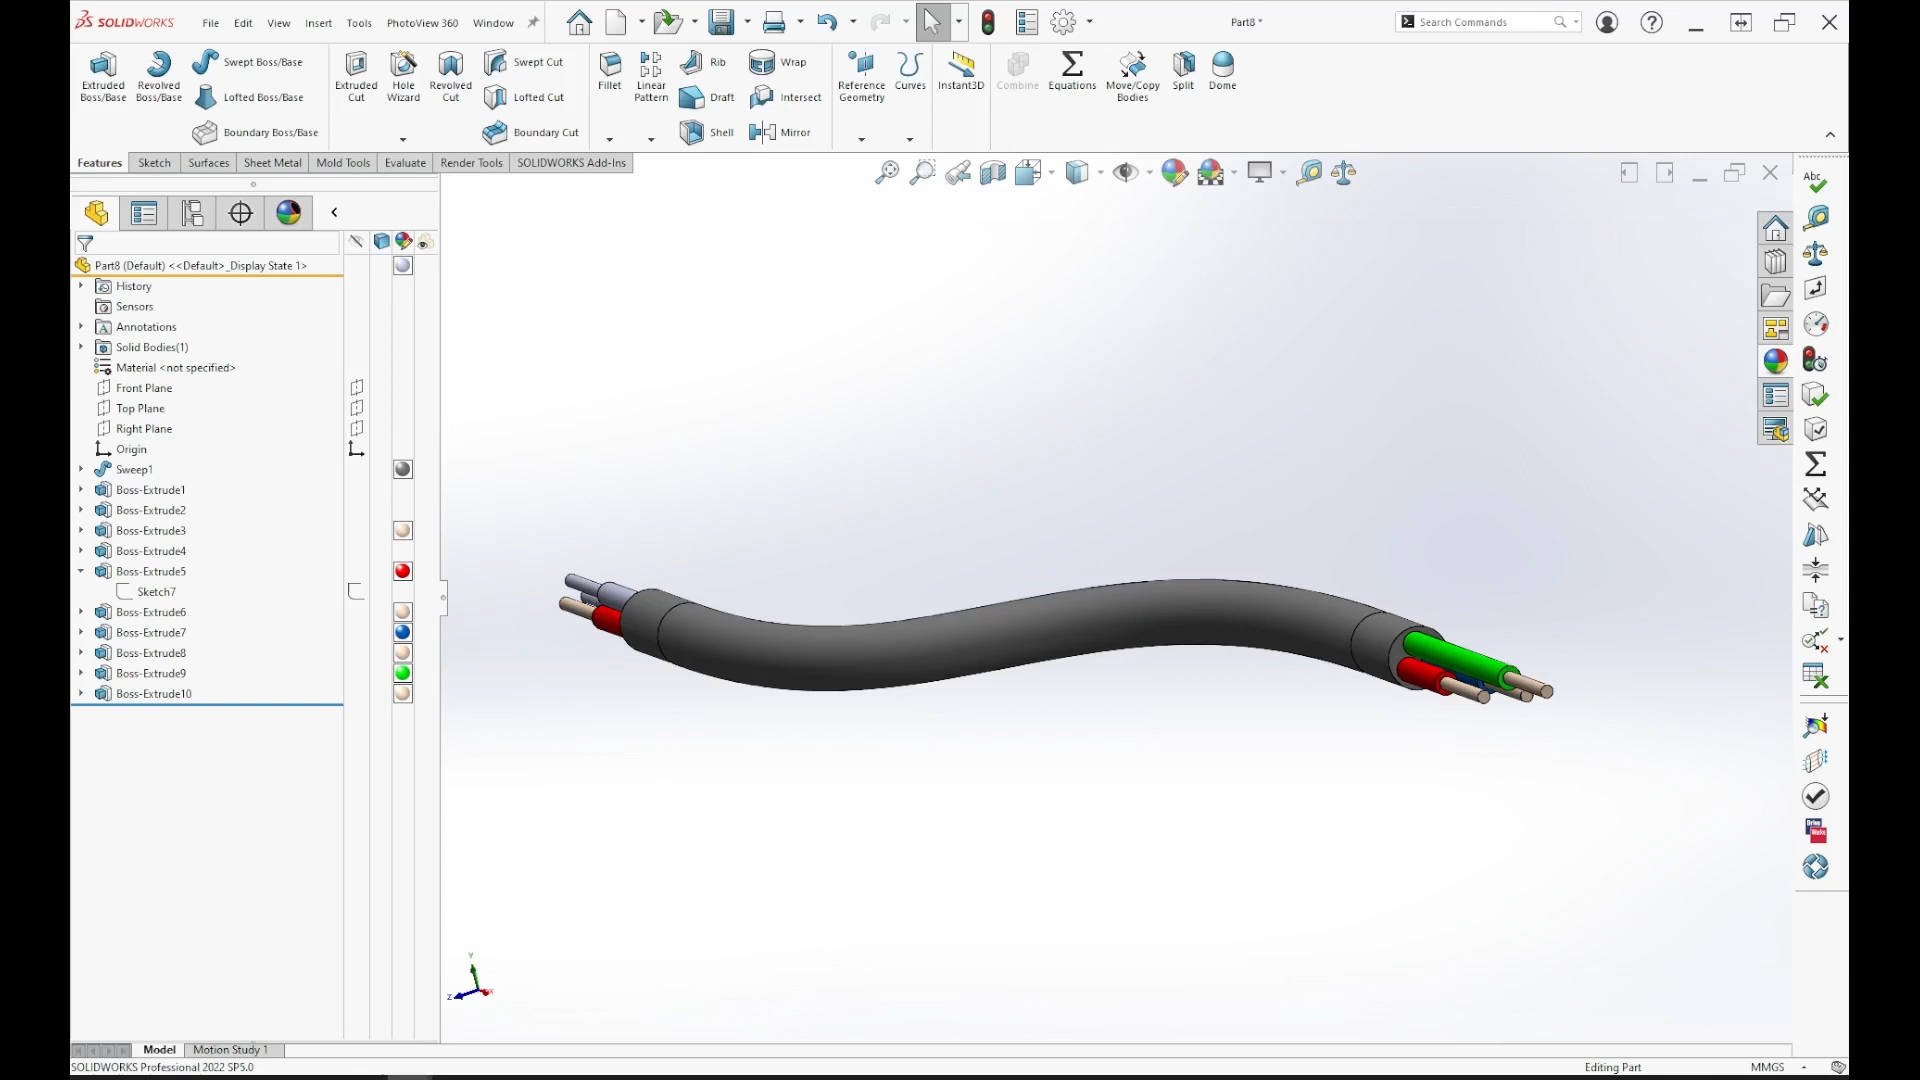 SOLIDWORKS File Edit View Insert Tools PhotoView 360 Window Part8 * Search Commands
Extruded Boss/Base
Revolved Boss/Base
Swept Boss/Base
Lofted Boss/Base
Boundary Boss/Base
Extruded Cut
Hole Wizard
Revolved Cut
Swept Cut
Lofted Cut
Boundary Cut
Fillet
Linear Pattern
Rib
Draft
Shell
Wrap
Intersect
Mirror
Reference Geometry
Curves
Instant3D
Combine
Equations
Move/Copy Bodies
Split
Dome
Features Sketch Surfaces Sheet Metal Mold Tools Evaluate Render Tools SOLIDWORKS Add-Ins
Part8 (Default) <<Default>_Display State 1>
History
Sensors
Annotations
Solid Bodies(1)
Material <not specified>
Front Plane
Top Plane
Right Plane
Origin
Sweep1
Boss-Extrude1
Boss-Extrude2
Boss-Extrude3
Boss-Extrude4
Boss-Extrude5
Sketch7
Boss-Extrude6
Boss-Extrude7
Boss-Extrude8
Boss-Extrude9
Boss-Extrude10
Abc
Y
Z
X
Model Motion Study 1
SOLIDWORKS Professional 2022 SP5.0 Editing Part MMGS